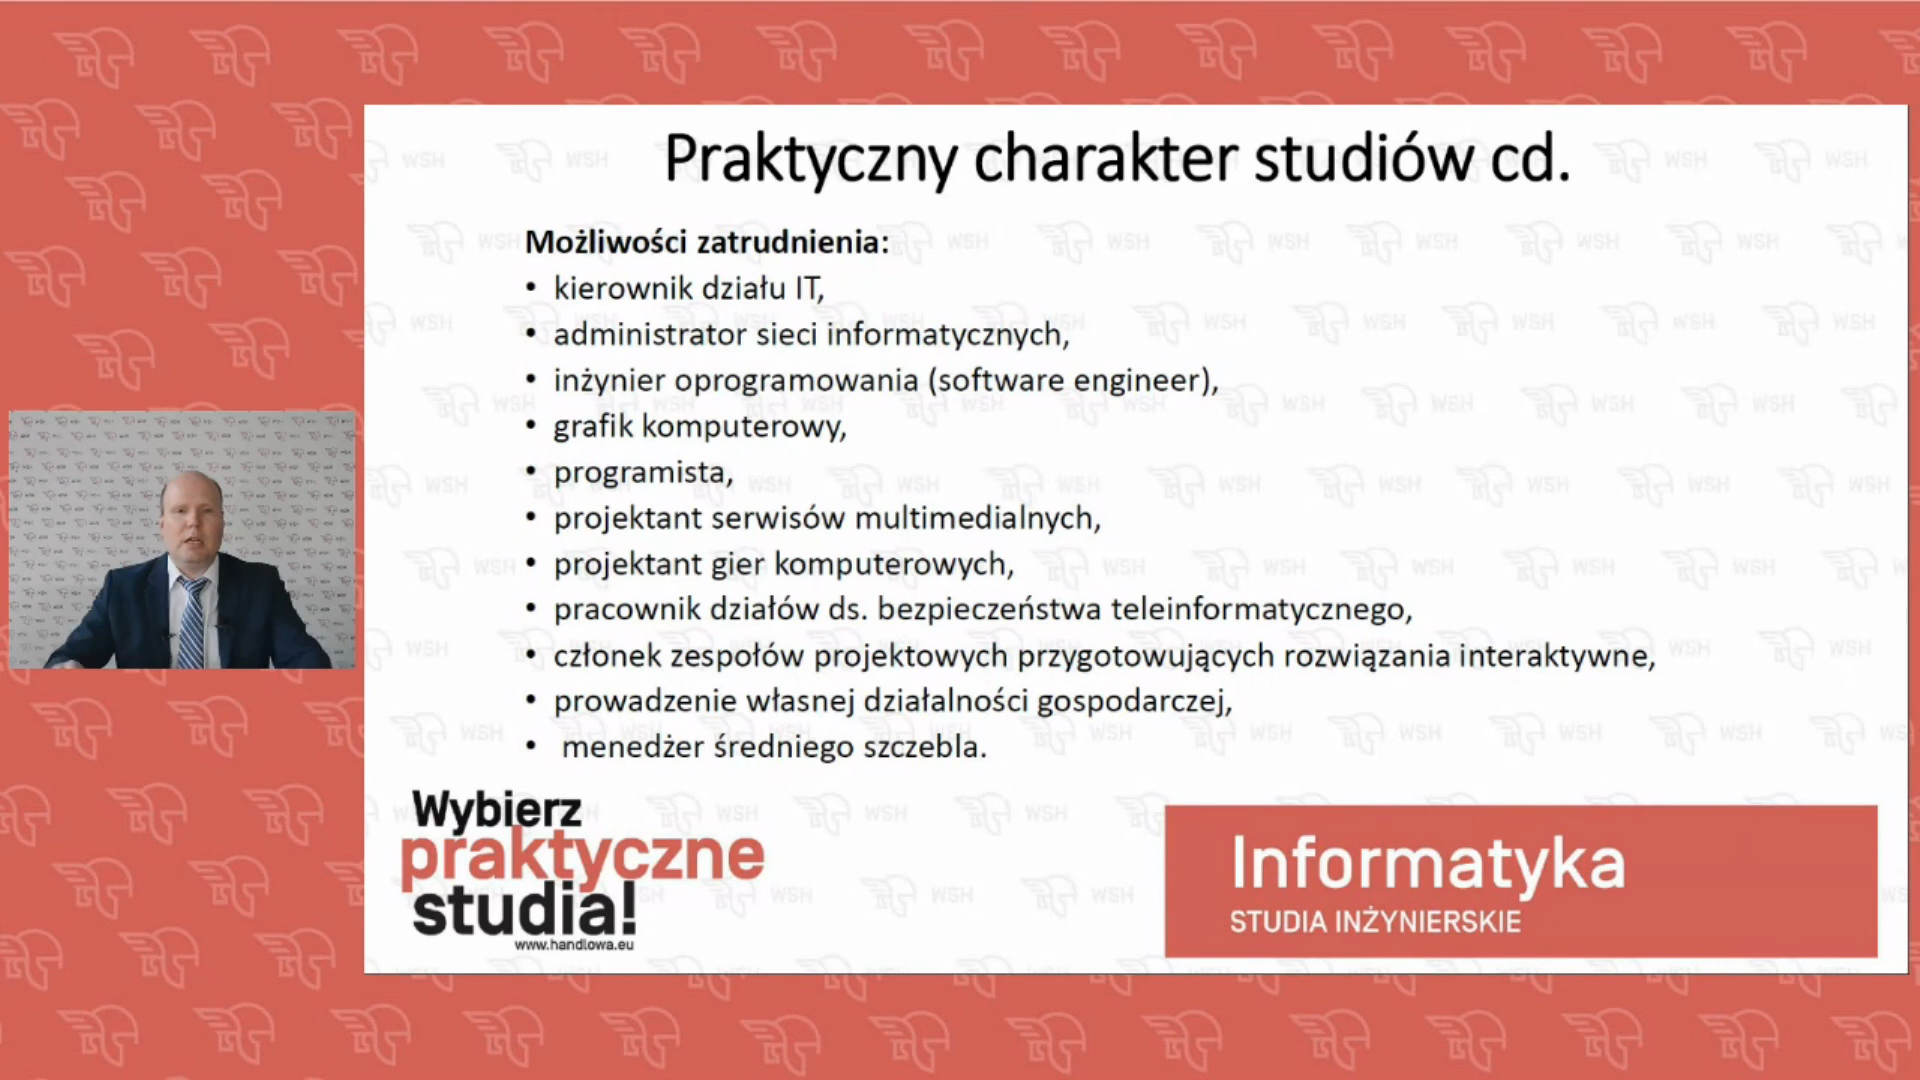 Praktyczny charakter studiów cd.
Możliwości zatrudnienia:
• kierownik działu IT,
• administrator sieci informatycznych,
• inżynier oprogramowania (software engineer),
• grafik komputerowy,
• programista,
• projektant serwisów multimedialnych,
• projektant gier komputerowych,
• pracownik działów ds. bezpieczeństwa teleinformatycznego,
• członek zespołów projektowych przygotowujących rozwiązania interaktywne,
• prowadzenie własnej działalności gospodarczej,
• menedżer średniego szczebla.
Wybierz
praktyczne
studia!
www.handlowa.eu
Informatyka
STUDIA INŻYNIERSKIE